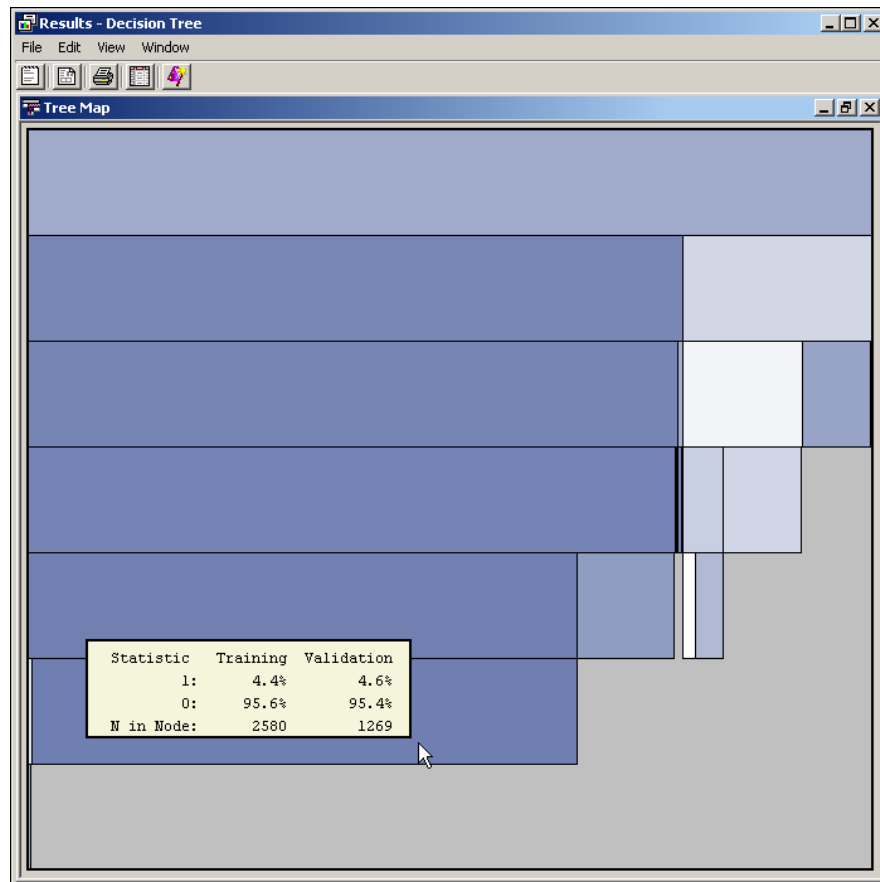 Results - Decision Tree
File Edit View Window
Tree Map
Statistic Training Validation
1: 4.4% 4.6%
0: 95.6% 95.4%
N in Node: 2580 1269